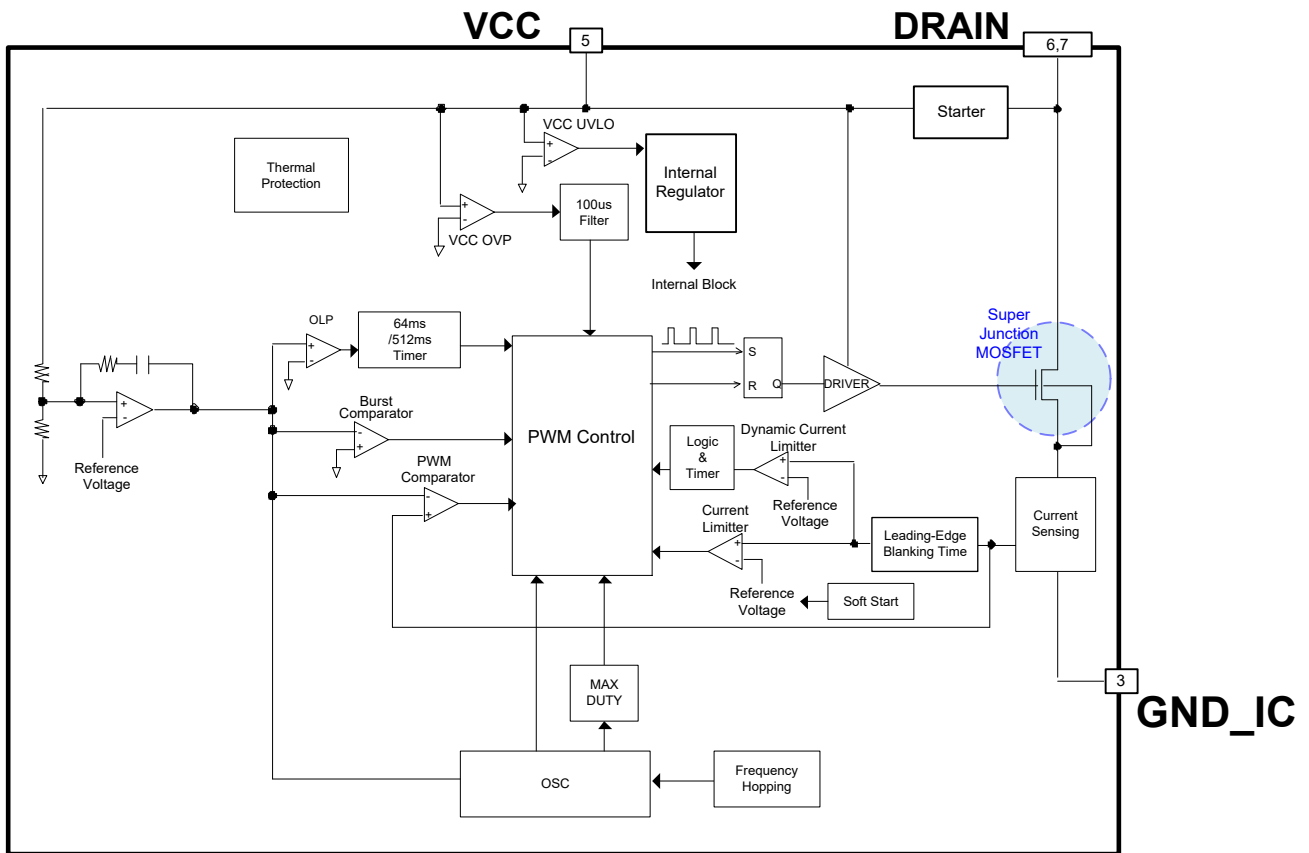 VCC
DRAIN
5
6,7
Starter
VCC UVLO
+
-
Internal
Regulator
Thermal
Protection
+
-
VCC OVP
100us
Filter
Internal Block
OLP
+
-
64ms
/512ms
Timer
Super
Junction
MOSFET
S
R
Q
DRIVER
+
-
Reference
Voltage
Burst
Comparator
-
+
PWM Control
PWM
Comparator
-
+
Logic
&
Timer
Dynamic Current
Limitter
+
-
Reference
Voltage
Current
Limitter
+
-
Reference
Voltage
Leading-Edge
Blanking Time
Current
Sensing
Soft Start
3
GND_IC
MAX
DUTY
OSC
Frequency
Hopping